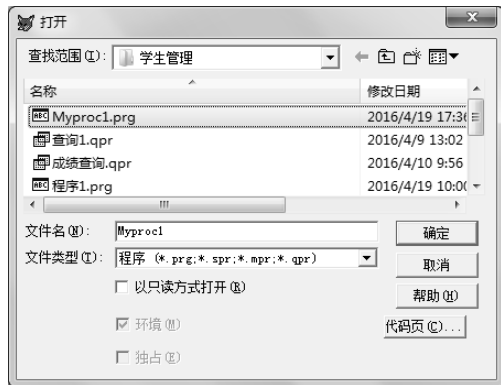 打开
查找范围(I): 学生管理
名称 修改日期
Myproc1.prg 2016/4/19 17:36
查询1.qpr 2016/4/9 13:02
成绩查询.qpr 2016/4/10 9:56
程序1.prg 2016/4/19 10:00
文件名(N): Myproc1 确定
文件类型(T): 程序 (*.prg;*.spr;*.mpr;*.qpr) 取消
以只读方式打开(R) 帮助(H)
环境(M) 代码页(C)...
独占(E)